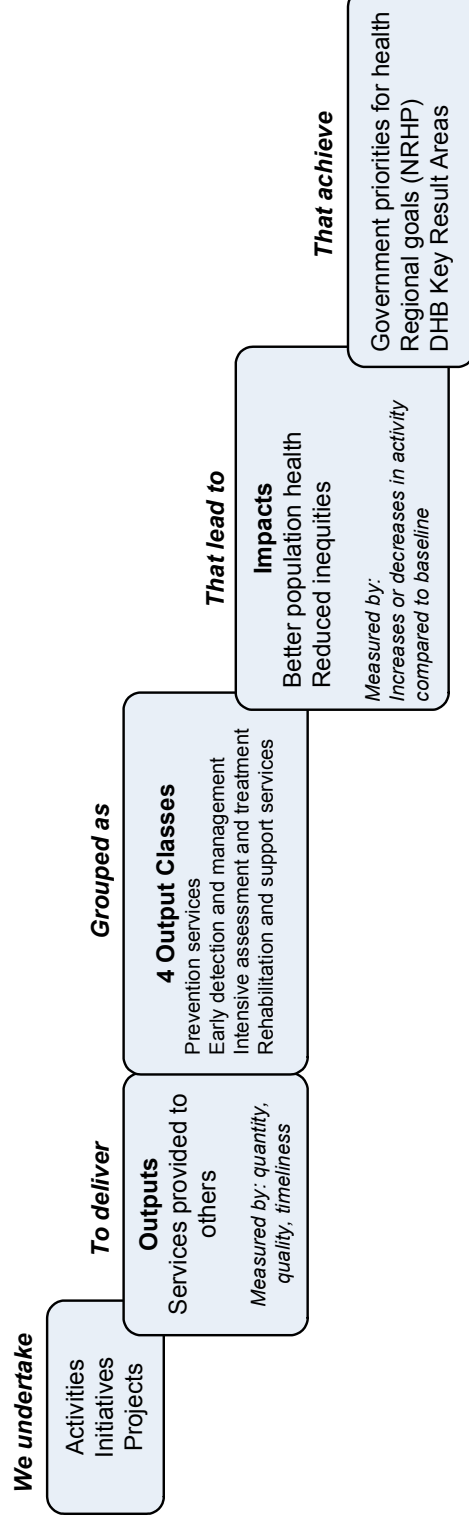 We undertake
Activities
Initiatives
Projects
To deliver
Outputs
Services provided to
others
Measured by: quantity,
quality, timeliness
Grouped as
4 Output Classes
Prevention services
Early detection and management
Intensive assessment and treatment
Rehabilitation and support services
That lead to
Impacts
Better population health
Reduced inequities
Measured by:
Increases or decreases in activity
compared to baseline
That achieve
Government priorities for health
Regional goals (NRHP)
DHB Key Result Areas